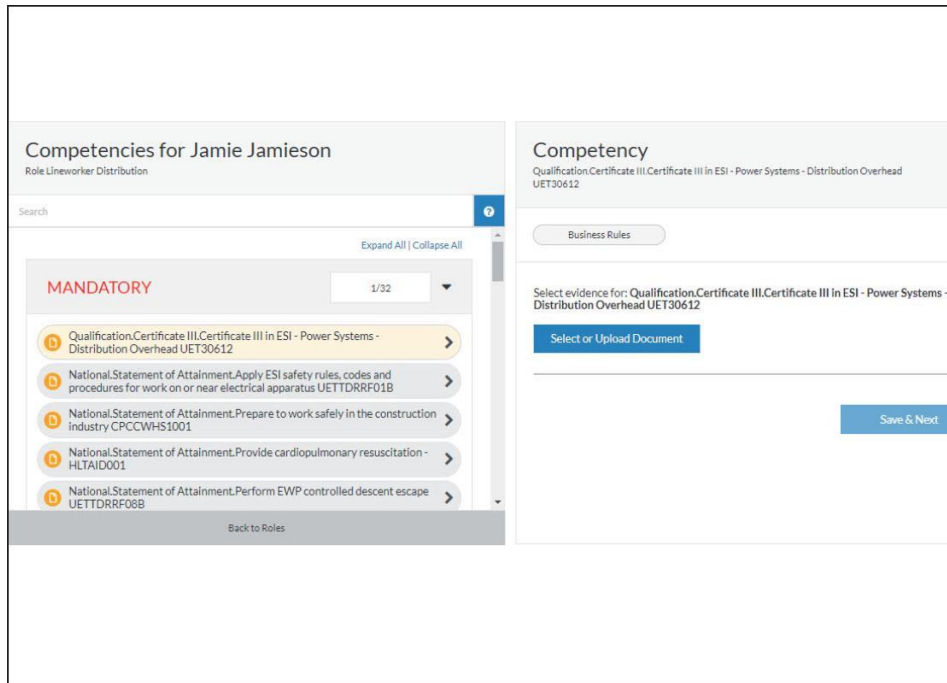 Competencies for Jamie Jamieson
Role Lineworker Distribution
Search
Expand All | Collapse All
MANDATORY
1/32
Qualification.Certificate III.Certificate III in ESI - Power Systems -
Distribution Overhead UET30612
National.Statement of Attainment.Apply ESI safety rules, codes and
procedures for work on or near electrical apparatus UETTDRRF01B
National.Statement of Attainment.Prepare to work safely in the construction
industry CPCCWHS1001
National.Statement of Attainment.Provide cardiopulmonary resuscitation -
HLTAID001
National.Statement of Attainment.Perform EWP controlled descent escape
UETTDRRF08B
Back to Roles
Competency
Qualification.Certificate III.Certificate III in ESI - Power Systems - Distribution Overhead
UET30612
Business Rules
Select evidence for: Qualification.Certificate III.Certificate III in ESI - Power Systems -
Distribution Overhead UET30612
Select or Upload Document
Save & Next